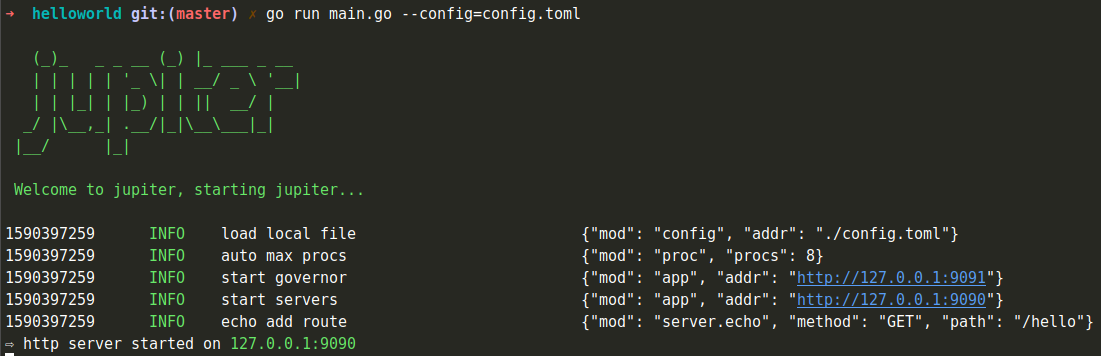 ➜  helloworld git:(master) ✗ go run main.go --config=config.toml
   (_)_   _ _ __ (_) |_ ___ _ __
   | | | | | '_ \| | __/ _ \ '__|
   | | |_| | |_) | | ||  __/ |
  _/ |\__,_| .__/|_|\__\___|_|
 |__/      |_|
 Welcome to jupiter, starting jupiter...
1590397259      INFO    load local file                         {"mod": "config", "addr": "./config.toml"}
1590397259      INFO    auto max procs                          {"mod": "proc", "procs": 8}
1590397259      INFO    start governor                          {"mod": "app", "addr": "http://127.0.0.1:9091"}
1590397259      INFO    start servers                           {"mod": "app", "addr": "http://127.0.0.1:9090"}
1590397259      INFO    echo add route                          {"mod": "server.echo", "method": "GET", "path": "/hello"}
⇨ http server started on 127.0.0.1:9090